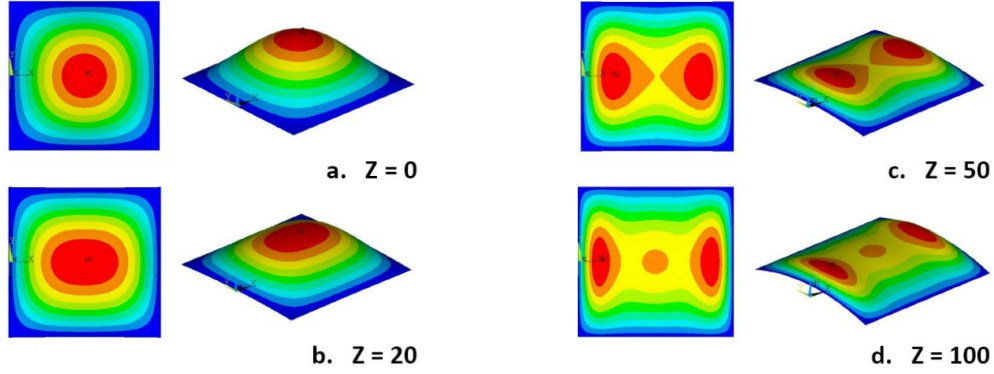 a. Z = 0
c. Z = 50
b. Z = 20
d. Z = 100